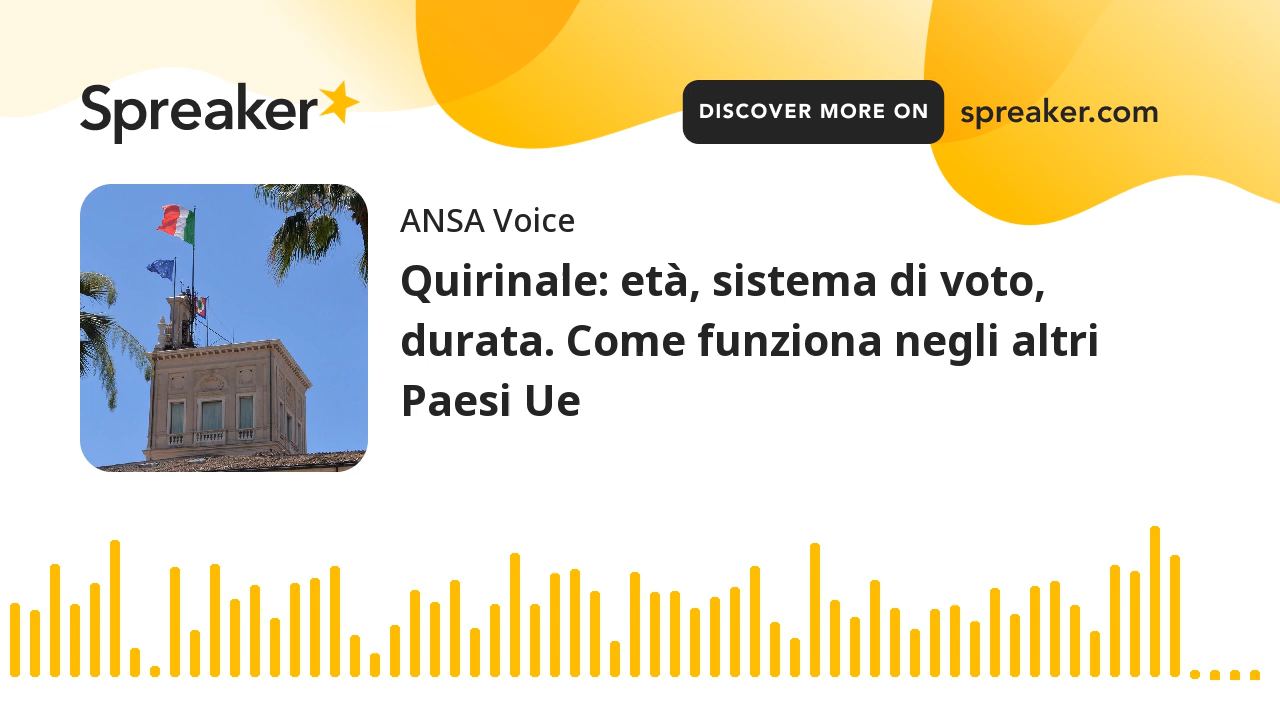 Spreaker
DISCOVER MORE ON spreaker.com
ANSA Voice
Quirinale: età, sistema di voto,
durata. Come funziona negli altri
Paesi Ue